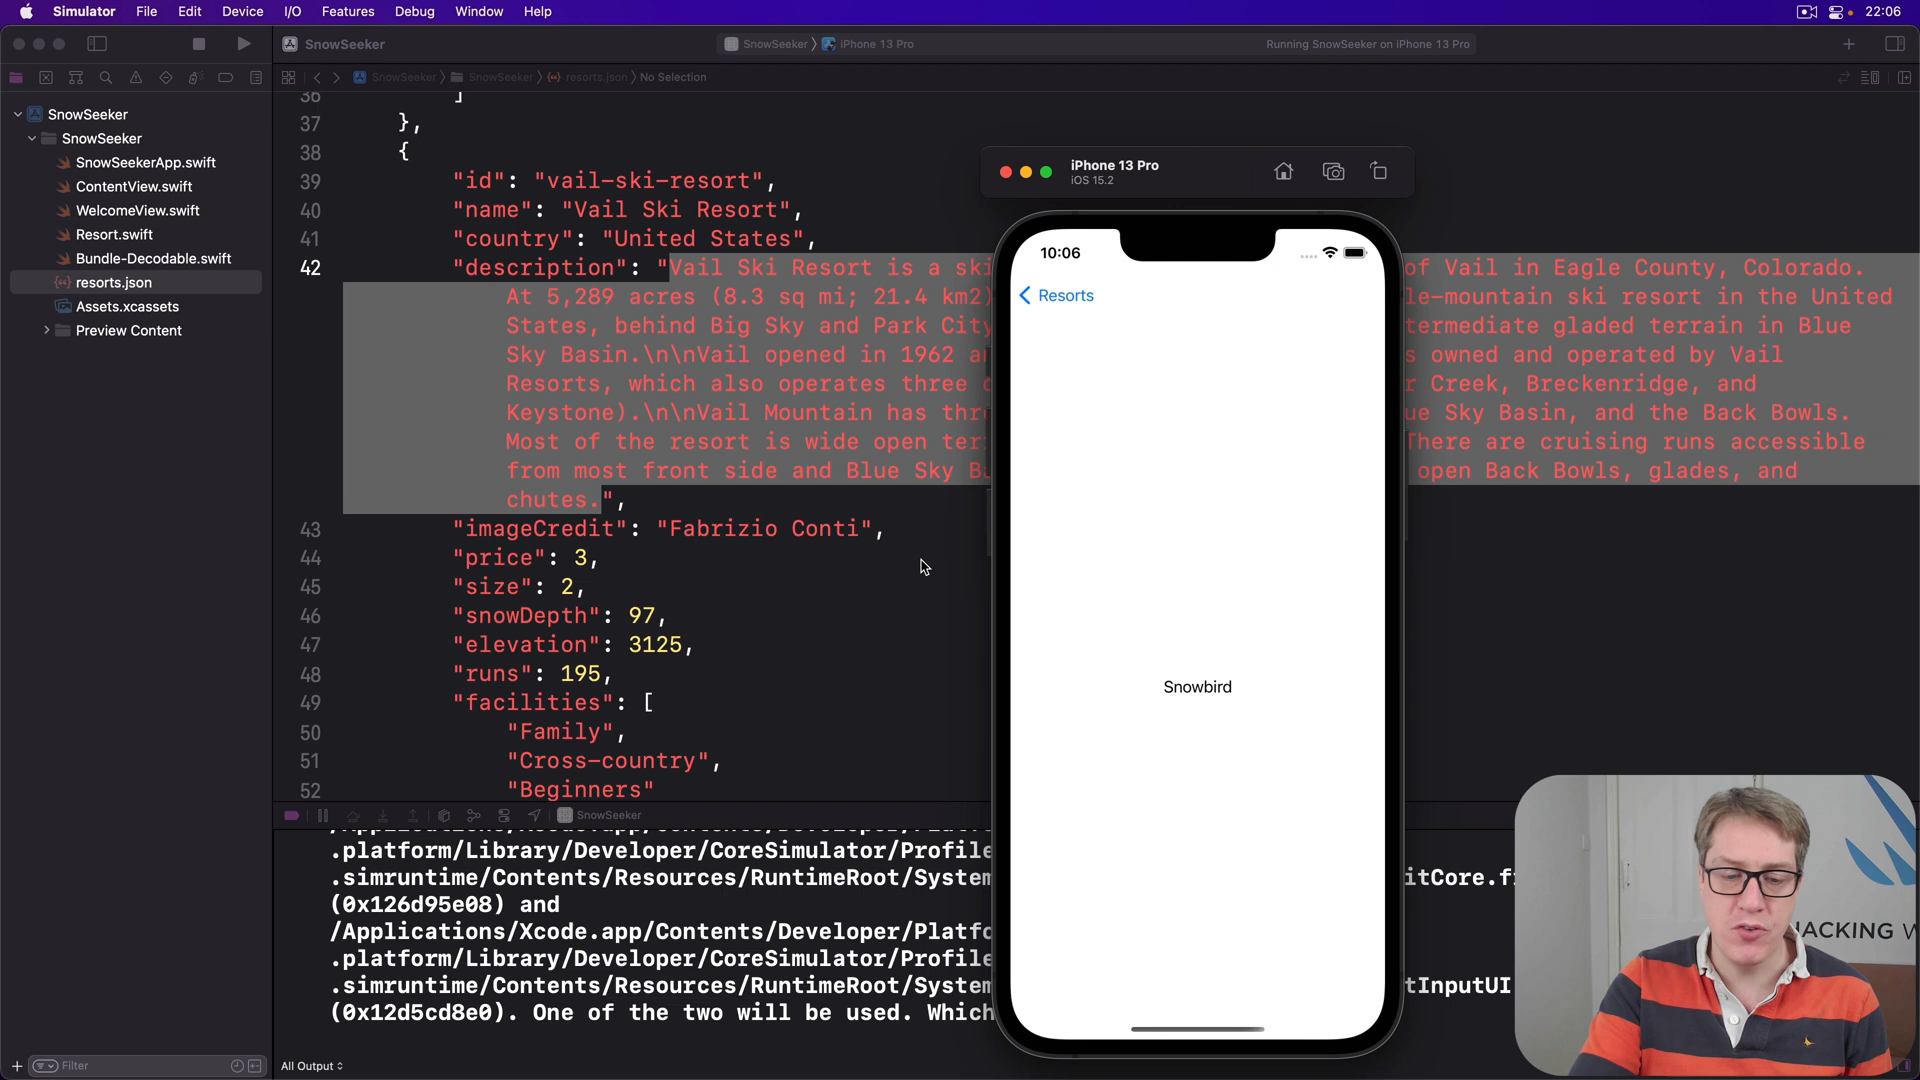 Simulator File Edit Device I/O Features Debug Window Help 22:06
SnowSeeker SnowSeeker iPhone 13 Pro Running SnowSeeker on iPhone 13 Pro
SnowSeeker SnowSeeker resorts.json No Selection
SnowSeeker
SnowSeeker
SnowSeekerApp.swift
ContentView.swift
WelcomeView.swift
Resort.swift
Bundle-Decodable.swift
resorts.json
Assets.xcassets
Preview Content
Filter
36 ]
37 },
38 {
39 "id": "vail-ski-resort",
40 "name": "Vail Ski Resort",
41 "country": "United States",
42 "description": "Vail Ski Resort is a ski of Vail in Eagle County, Colorado.
At 5,289 acres (8.3 sq mi; 21.4 km2) le-mountain ski resort in the United
States, behind Big Sky and Park City termediate gladed terrain in Blue
Sky Basin.\n\nVail opened in 1962 a s owned and operated by Vail
Resorts, which also operates three r Creek, Breckenridge, and
Keystone).\n\nVail Mountain has thr ue Sky Basin, and the Back Bowls.
Most of the resort is wide open ter There are cruising runs accessible
from most front side and Blue Sky B open Back Bowls, glades, and
chutes.",
43 "imageCredit": "Fabrizio Conti",
44 "price": 3,
45 "size": 2,
46 "snowDepth": 97,
47 "elevation": 3125,
48 "runs": 195,
49 "facilities": [
50 "Family",
51 "Cross-country",
52 "Beginners"
iPhone 13 Pro
iOS 15.2
10:06
Resorts
Snowbird
SnowSeeker
.platform/Library/Developer/CoreSimulator/Profile
.simruntime/Contents/Resources/RuntimeRoot/System itCore.f
(0x126d95e08) and
/Applications/Xcode.app/Contents/Developer/Platfo
.platform/Library/Developer/CoreSimulator/Profile
.simruntime/Contents/Resources/RuntimeRoot/System tInputUI
(0x12d5cd8e0). One of the two will be used. Which
All Output
HACKING W